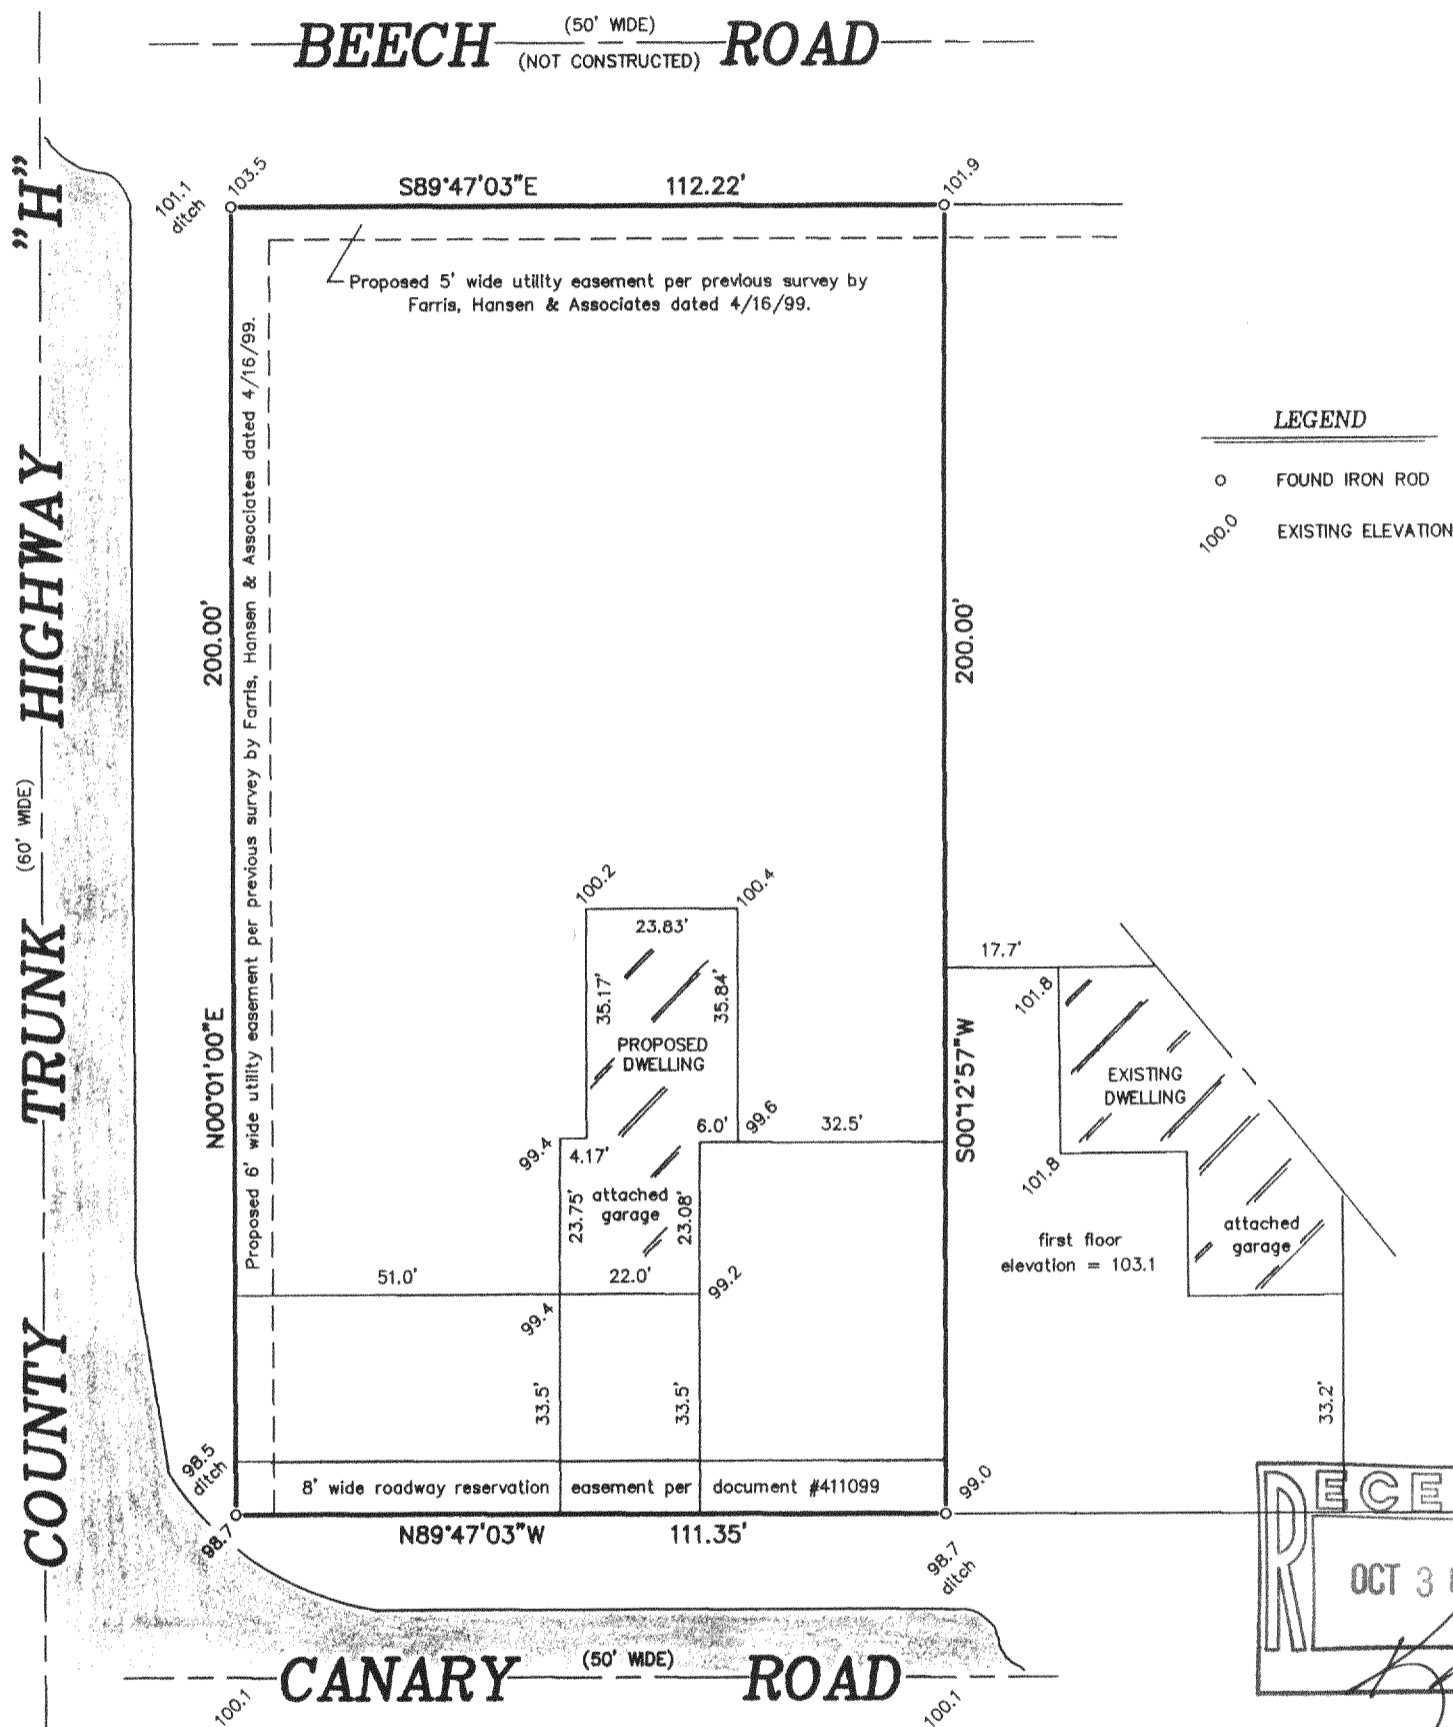 BEECH (50' WIDE) ROAD
(NOT CONSTRUCTED)
COUNTY TRUNK (60' WIDE) HIGHWAY "H"
101.1
ditch
103.5
S89°47'03"E 112.22'
101.9
Proposed 5' wide utility easement per previous survey by
Farris, Hansen & Associates dated 4/16/99.
Proposed 6' wide utility easement per previous survey by Farris, Hansen & Associates dated 4/16/99.
LEGEND
FOUND IRON ROD
100.0 EXISTING ELEVATION
200.00'
N00°01'00"E
200.00'
S00°12'57"W
100.2
100.4
23.83'
35.17'
35.84'
PROPOSED
DWELLING
99.4
4.17'
6.0'
99.6
32.5'
23.75'
attached
garage
23.08'
51.0'
22.0'
99.2
99.4
33.5'
33.5'
17.7'
101.8
EXISTING
DWELLING
101.8
first floor
elevation = 103.1
attached
garage
33.2'
98.5
ditch
8' wide roadway reservation easement per document #411099
99.0
98.7
N89°47'03"W 111.35'
98.7
ditch
RECE
OCT 3
CANARY (50' WIDE) ROAD
100.1
100.1